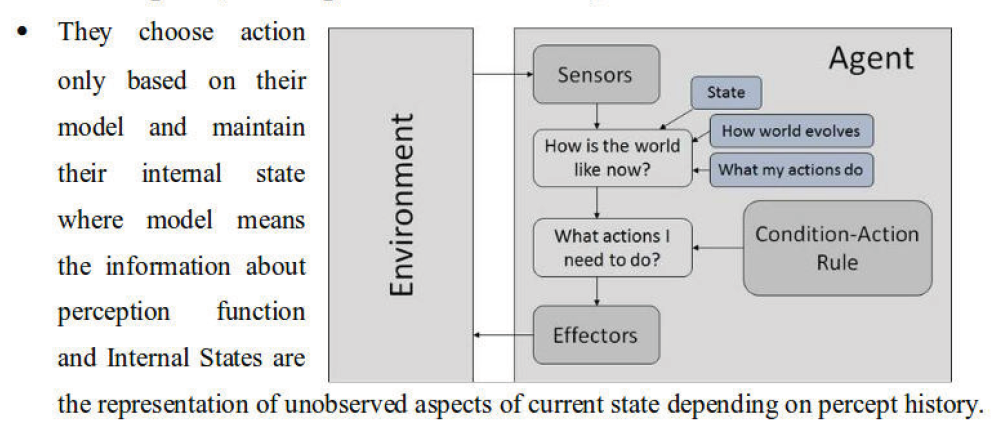 • They choose action
only based on their
model and maintain
their internal state
where model means
the information about
perception function
and Internal States are
the representation of unobserved aspects of current state depending on percept history.
Environment
Agent
Sensors
State
How is the world
like now?
How world evolves
What my actions do
What actions I
need to do?
Condition-Action
Rule
Effectors